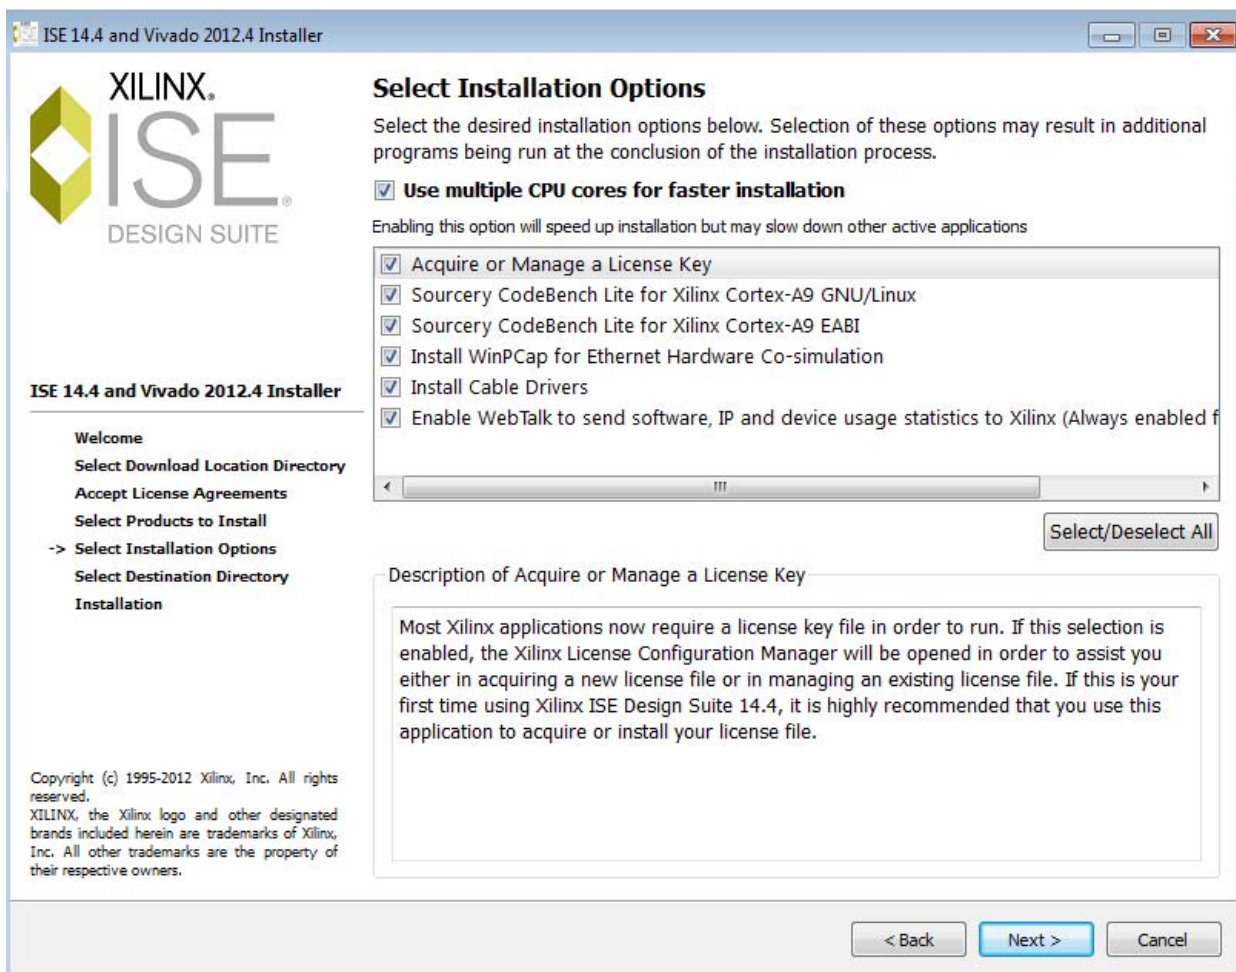 ISE 14.4 and Vivado 2012.4 Installer
XILINX®
ISE®
DESIGN SUITE
ISE 14.4 and Vivado 2012.4 Installer
Welcome
Select Download Location Directory
Accept License Agreements
Select Products to Install
-> Select Installation Options
Select Destination Directory
Installation
Copyright (c) 1995-2012 Xilinx, Inc. All rights
reserved.
XILINX, the Xilinx logo and other designated
brands included herein are trademarks of Xilinx,
Inc. All other trademarks are the property of
their respective owners.
Select Installation Options
Select the desired installation options below. Selection of these options may result in additional
programs being run at the conclusion of the installation process.
Use multiple CPU cores for faster installation
Enabling this option will speed up installation but may slow down other active applications
Acquire or Manage a License Key
Sourcery CodeBench Lite for Xilinx Cortex-A9 GNU/Linux
Sourcery CodeBench Lite for Xilinx Cortex-A9 EABI
Install WinPCap for Ethernet Hardware Co-simulation
Install Cable Drivers
Enable WebTalk to send software, IP and device usage statistics to Xilinx (Always enabled f
Select/Deselect All
Description of Acquire or Manage a License Key
Most Xilinx applications now require a license key file in order to run. If this selection is
enabled, the Xilinx License Configuration Manager will be opened in order to assist you
either in acquiring a new license file or in managing an existing license file. If this is your
first time using Xilinx ISE Design Suite 14.4, it is highly recommended that you use this
application to acquire or install your license file.
< Back
Next >
Cancel